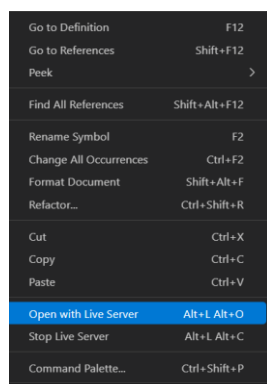 Go to Definition F12
Go to References Shift+F12
Peek >
Find All References Shift+Alt+F12
Rename Symbol F2
Change All Occurrences Ctrl+F2
Format Document Shift+Alt+F
Refactor... Ctrl+Shift+R
Cut Ctrl+X
Copy Ctrl+C
Paste Ctrl+V
Open with Live Server Alt+L Alt+O
Stop Live Server Alt+L Alt+C
Command Palette... Ctrl+Shift+P